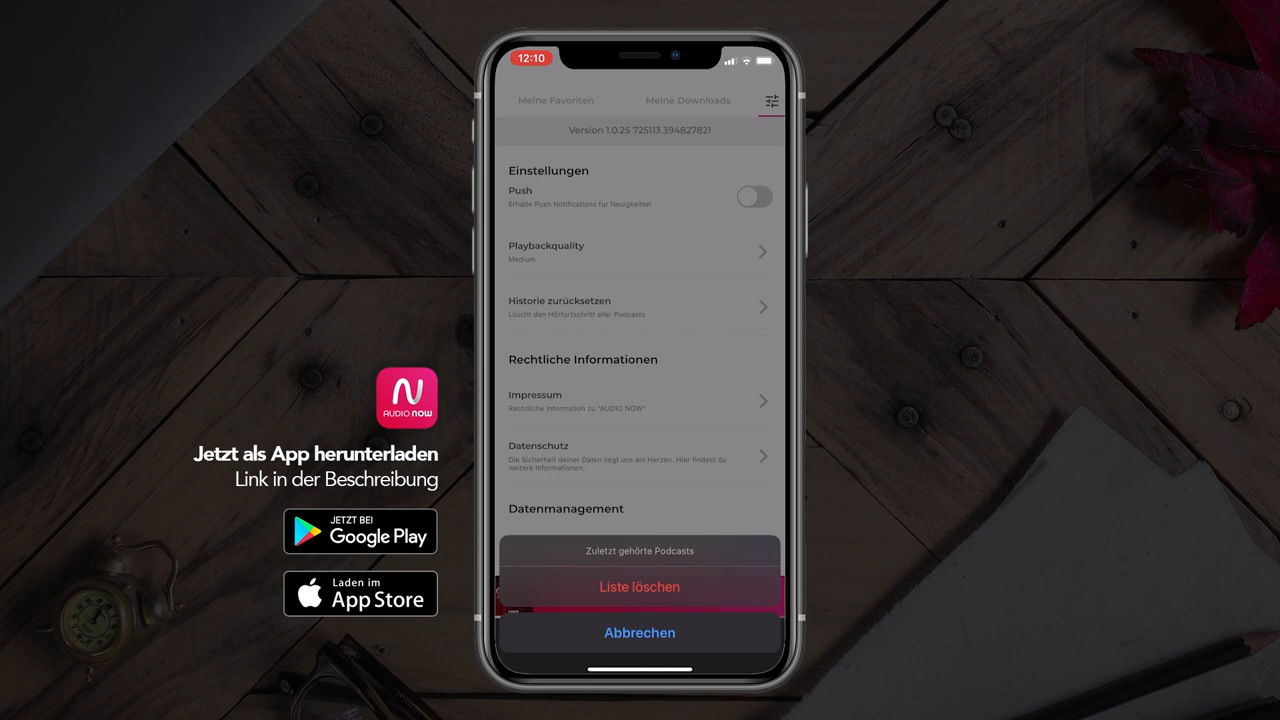 12:10
Meine Favoriten
Meine Downloads
Version 1.0.25 725113.394827821
Einstellungen
Push
Erhalte Push Notifications für Neuigkeiten
Playbackquality
Medium
Historie zurücksetzen
Löscht den Hörfortschritt aller Podcasts
Rechtliche Informationen
Impressum
Rechtliche Information zu "AUDIO NOW"
Datenschutz
Die Sicherheit deiner Daten liegt uns am Herzen. Hier findest du
weitere Informationen.
Datenmanagement
Zuletzt gehörte Podcasts
Liste löschen
Abbrechen
AUDIO NOW
Jetzt als App herunterladen
Link in der Beschreibung
JETZT BEI
Google Play
Laden im
App Store